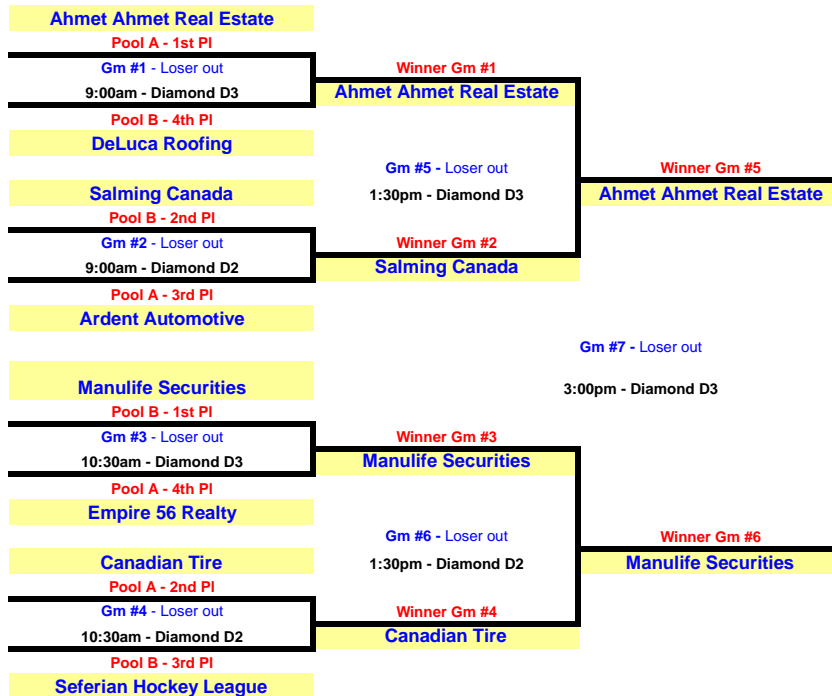 Ahmet Ahmet Real Estate
Pool A - 1st Pl
Gm #1 - Loser out
9:00am - Diamond D3
Pool B - 4th Pl
DeLuca Roofing
Salming Canada
Pool B - 2nd Pl
Gm #2 - Loser out
9:00am - Diamond D2
Pool A - 3rd Pl
Ardent Automotive
Manulife Securities
Pool B - 1st Pl
Gm #3 - Loser out
10:30am - Diamond D3
Pool A - 4th Pl
Empire 56 Realty
Canadian Tire
Pool A - 2nd Pl
Gm #4 - Loser out
10:30am - Diamond D2
Pool B - 3rd Pl
Seferian Hockey League
Winner Gm #1
Ahmet Ahmet Real Estate
Gm #5 - Loser out
1:30pm - Diamond D3
Winner Gm #2
Salming Canada
Winner Gm #3
Manulife Securities
Gm #6 - Loser out
1:30pm - Diamond D2
Winner Gm #4
Canadian Tire
Winner Gm #5
Ahmet Ahmet Real Estate
Gm #7 - Loser out
3:00pm - Diamond D3
Winner Gm #6
Manulife Securities